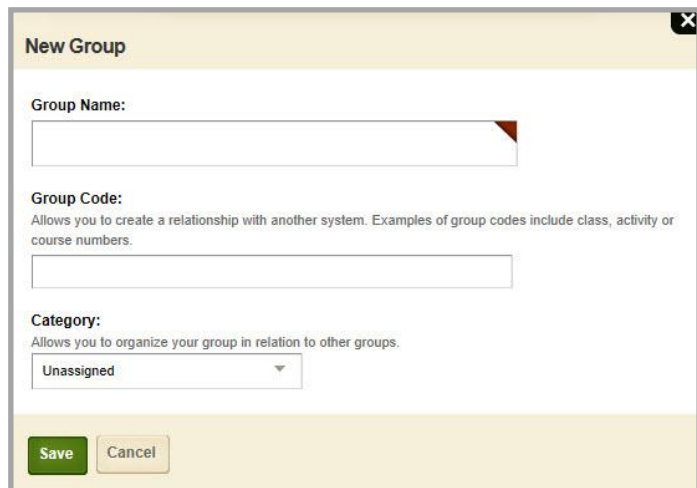 New Group
Group Name:
Group Code:
Allows you to create a relationship with another system. Examples of group codes include class, activity or
course numbers.
Category:
Allows you to organize your group in relation to other groups.
Unassigned
Save Cancel